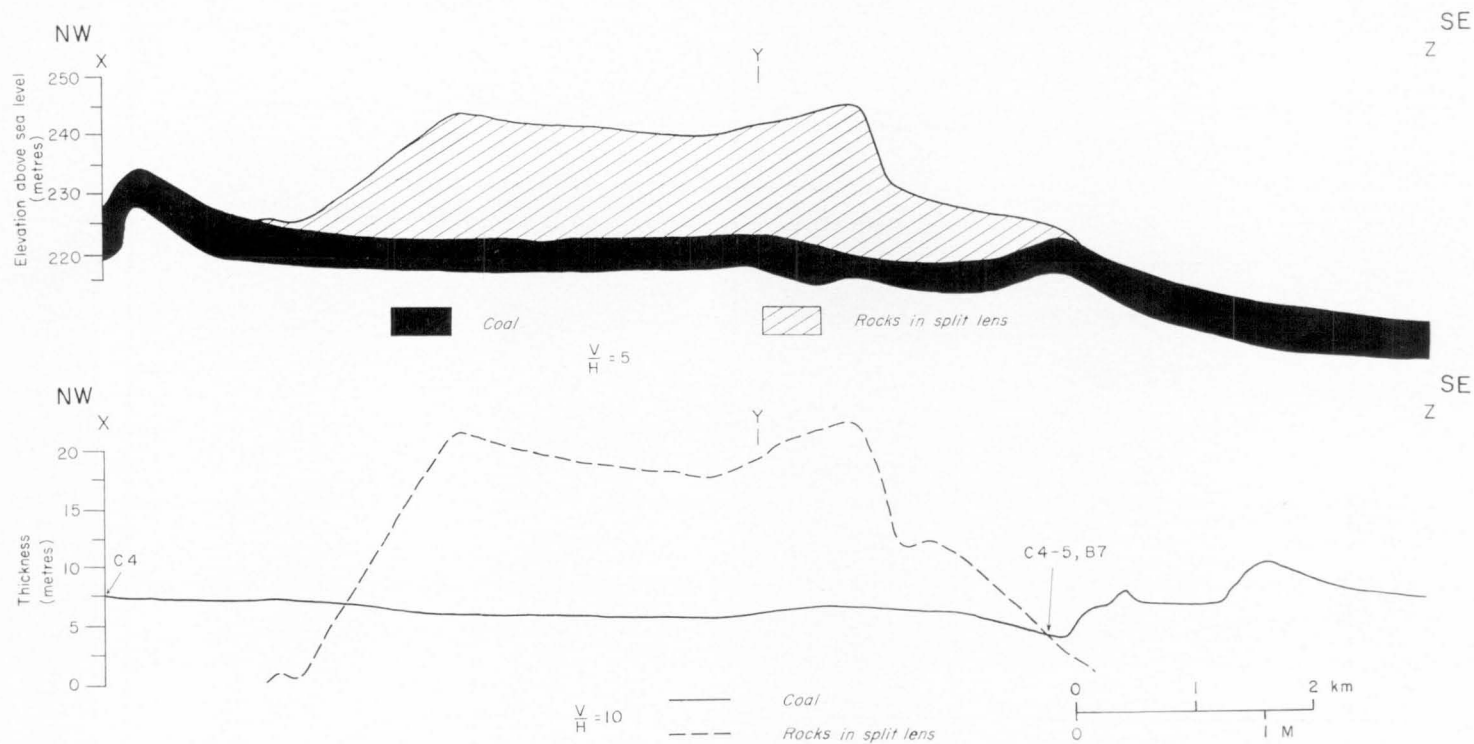 NW
SE
X
Y
Z
250
240
230
220
Elevation above sea level
(metres)
Coal
Rocks in split lens
V/H = 5
NW
SE
X
Y
Z
20
15
10
5
0
Thickness
(metres)
C4
C4-5, B7
0 1 2 km
0 1 M
V/H = 10
Coal
Rocks in split lens